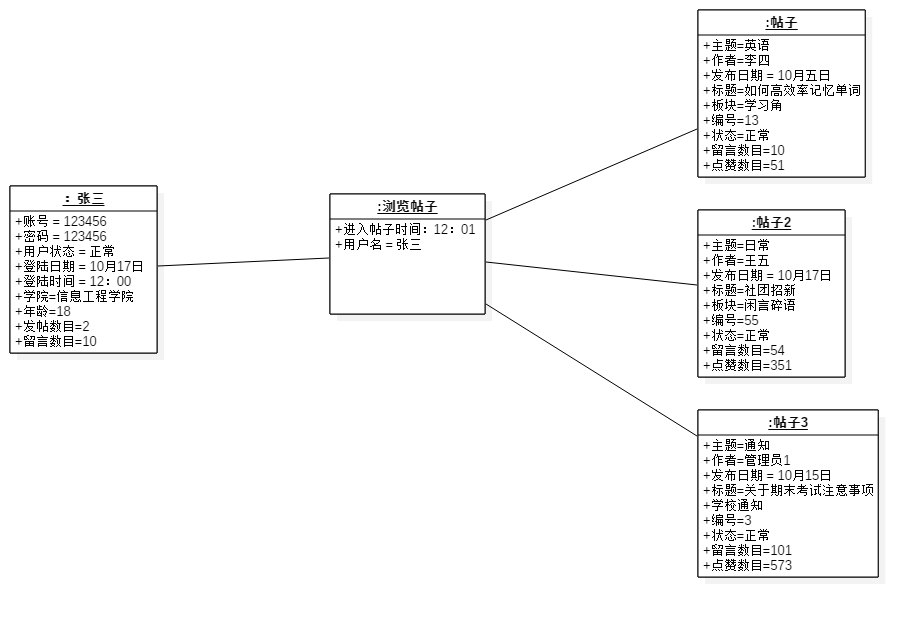 ：张三
+账号 = 123456
+密码 = 123456
+用户状态 = 正常
+登陆日期 = 10月17日
+登陆时间 = 12：00
+学院=信息工程学院
+年龄=18
+发帖数目=2
+留言数目=10
:浏览帖子
+进入帖子时间：12：01
+用户名 = 张三
:帖子
+主题=英语
+作者=李四
+发布日期 = 10月五日
+标题=如何高效率记忆单词
+板块=学习角
+编号=13
+状态=正常
+留言数目=10
+点赞数目=51
:帖子2
+主题=日常
+作者=王五
+发布日期 = 10月17日
+标题=社团招新
+板块=闲言碎语
+编号=55
+状态=正常
+留言数目=54
+点赞数目=351
:帖子3
+主题=通知
+作者=管理员1
+发布日期 = 10月15日
+标题=关于期末考试注意事项
+学校通知
+编号=3
+状态=正常
+留言数目=101
+点赞数目=573